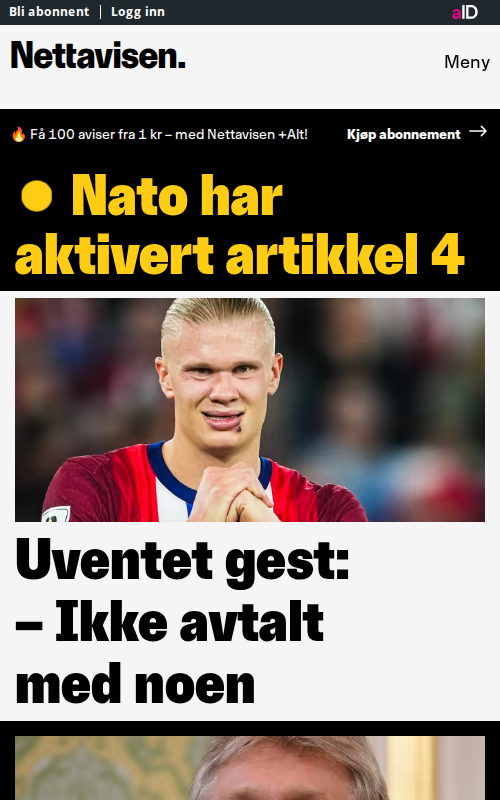 Bli abonnent | Logg inn
aID
Nettavisen.
Meny
🔥 Få 100 aviser fra 1 kr – med Nettavisen +Alt!
Kjøp abonnement →
Nato har
aktivert artikkel 4
Uventet gest:
– Ikke avtalt
med noen